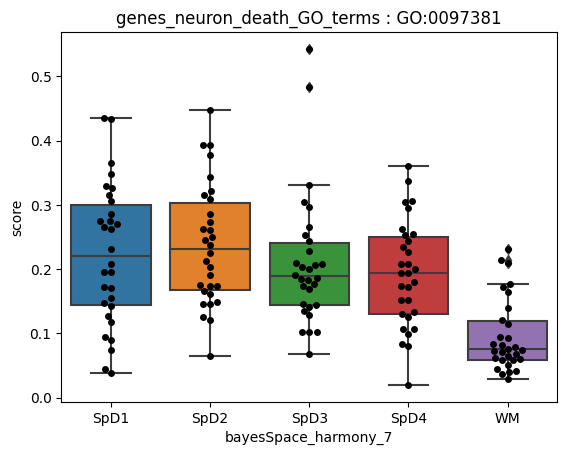 genes_neuron_death_GO_terms : GO:0097381
score
0.5
0.4
0.3
0.2
0.1
0.0
SpD1 SpD2 SpD3 SpD4 WM
bayesSpace_harmony_7